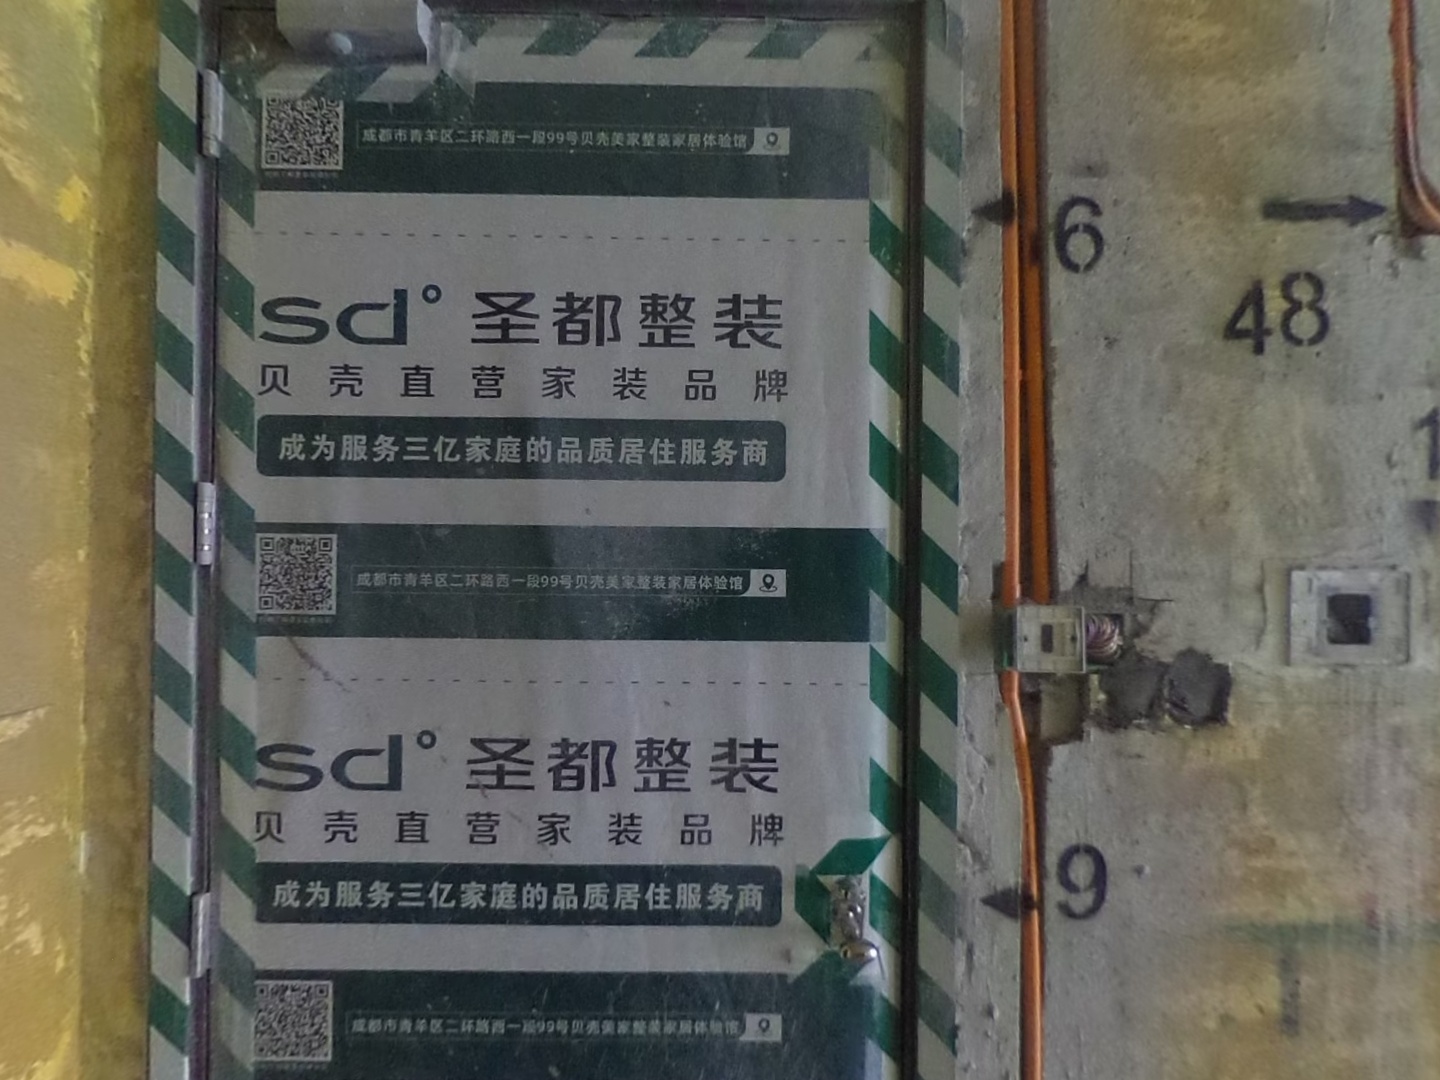 成都市青羊区二环路西一段99号贝壳美家整装家居体验馆
sd° 圣都整装
贝壳直营家装品牌
成为服务三亿家庭的品质居住服务商
成都市青羊区二环路西一段99号贝壳美家整装家居体验馆
sd° 圣都整装
贝壳直营家装品牌
成为服务三亿家庭的品质居住服务商
成都市青羊区二环路西一段99号贝壳美家整装家居体验馆
6
48
1
9